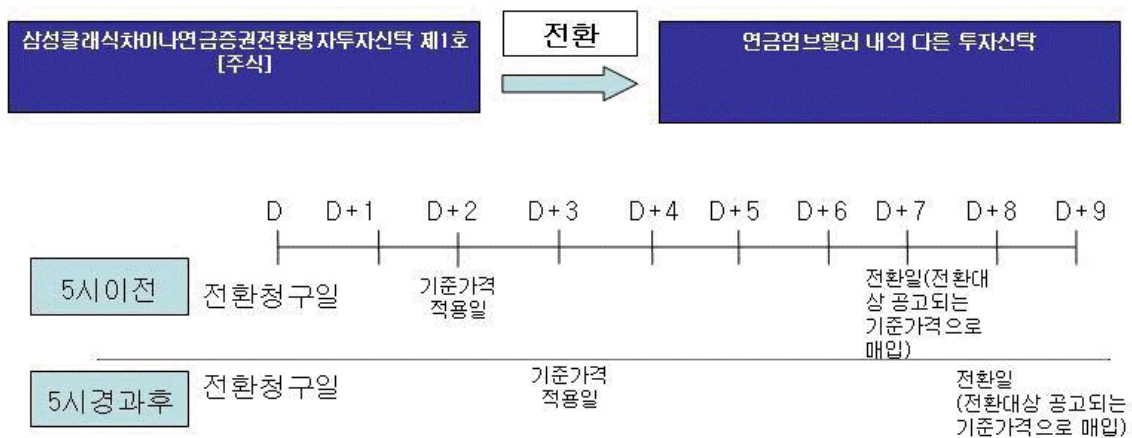 삼성클래식차이나연금증권전환형자투자신탁 제1호
[주식]
전환
연금엄브렐러 내의 다른 투자신탁
D D+1 D+2 D+3 D+4 D+5 D+6 D+7 D+8 D+9
5시이전
전환청구일
기준가격
적용일
전환일(전환대
상 공고되는
기준가격으로
매입)
5시경과후
전환청구일
기준가격
적용일
전환일
(전환대상 공고되는
기준가격으로 매입)